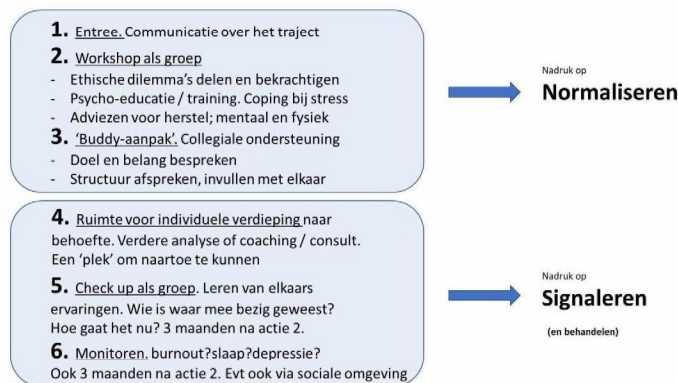 1. Entree. Communicatie over het traject
2. Workshop als groep
- Ethische dilemma's delen en bekrachtigen
- Psycho-educatie / training. Coping bij stress
- Adviezen voor herstel; mentaal en fysiek
3. 'Buddy-aanpak'. Collegiale ondersteuning
- Doel en belang bespreken
- Structuur afspreken, invullen met elkaar
Nadruk op
Normaliseren
4. Ruimte voor individuele verdieping naar
behoefte. Verdere analyse of coaching / consult.
Een 'plek' om naartoe te kunnen
5. Check up als groep. Leren van elkaars
ervaringen. Wie is waar mee bezig geweest?
Hoe gaat het nu? 3 maanden na actie 2.
6. Monitoren. burnout?slaap?depressie?
Ook 3 maanden na actie 2. Evt ook via sociale omgeving
Nadruk op
Signaleren
(en behandelen)